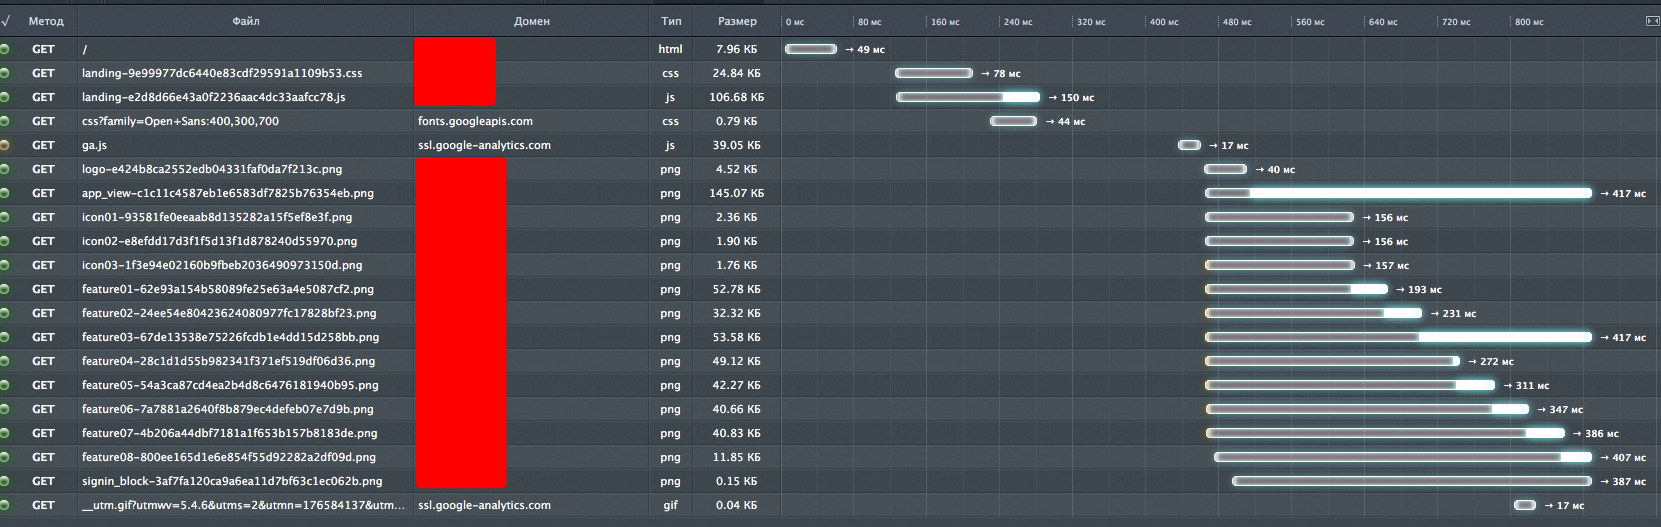 √ Метод Файл Домен Тип Размер 0 мс 80 мс 160 мс 240 мс 320 мс 400 мс 480 мс 560 мс 640 мс 720 мс 800 мс
GET / html 7.96 КБ → 49 мс
GET landing-9e99977dc6440e83cdf29591a1109b53.css css 24.84 КБ → 78 мс
GET landing-e2d8d66e43a0f2236aac4dc33aafcc78.js js 106.68 КБ → 150 мс
GET css?family=Open+Sans:400,300,700 fonts.googleapis.com css 0.79 КБ → 44 мс
GET ga.js ssl.google-analytics.com js 39.05 КБ → 17 мс
GET logo-e424b8ca2552edb04331faf0da7f213c.png png 4.52 КБ → 40 мс
GET app_view-c1c11c4587eb1e6583df7825b76354eb.png png 145.07 КБ → 417 мс
GET icon01-93581fe0eeaab8d135282a15f5ef8e3f.png png 2.36 КБ → 156 мс
GET icon02-e8efdd17d3f1f5d13f1d878240d55970.png png 1.90 КБ → 156 мс
GET icon03-1f3e94e02160b9fbeb2036490973150d.png png 1.76 КБ → 157 мс
GET feature01-62e93a154b58089fe25e63a4e5087cf2.png png 52.78 КБ → 193 мс
GET feature02-24ee54e80423624080977fc17828bf23.png png 32.32 КБ → 231 мс
GET feature03-67de13538e75226fcdb1e4dd15d258bb.png png 53.58 КБ → 417 мс
GET feature04-28c1d1d55b982341f371ef519df06d36.png png 49.12 КБ → 272 мс
GET feature05-54a3ca87cd4ea2b4d8c6476181940b95.png png 42.27 КБ → 311 мс
GET feature06-7a7881a2640f8b879ec4defeb07e7d9b.png png 40.66 КБ → 347 мс
GET feature07-4b206a44dbf7181a1f653b157b8183de.png png 40.83 КБ → 386 мс
GET feature08-800ee165d1e6e854f55d92282a2df09d.png png 11.85 КБ → 407 мс
GET signin_block-3af7fa120ca9a6ea11d7bf63c1ec062b.png png 0.15 КБ → 387 мс
GET __utm.gif?utmwv=5.4.6&utms=2&utmn=176584137&utm... ssl.google-analytics.com gif 0.04 КБ → 17 мс